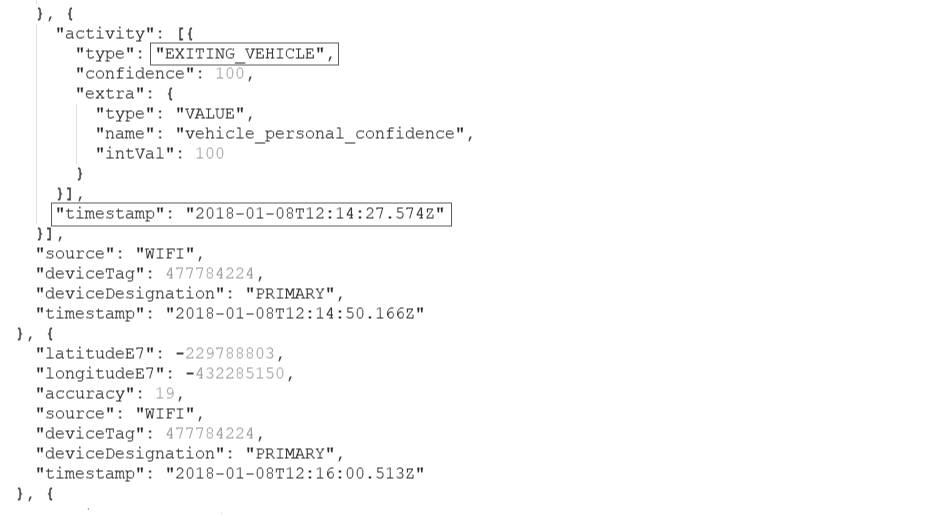 }, {
"activity": [{
"type": "EXITING_VEHICLE",
"confidence": 100,
"extra": {
"type": "VALUE",
"name": "vehicle_personal_confidence",
"intVal": 100
}
}],
"timestamp": "2018-01-08T12:14:27.574Z"
}],
"source": "WIFI",
"deviceTag": 477784224,
"deviceDesignation": "PRIMARY",
"timestamp": "2018-01-08T12:14:50.166Z"
}, {
"latitudeE7": -229788803,
"longitudeE7": -432285150,
"accuracy": 19,
"source": "WIFI",
"deviceTag": 477784224,
"deviceDesignation": "PRIMARY",
"timestamp": "2018-01-08T12:16:00.513Z"
}, {